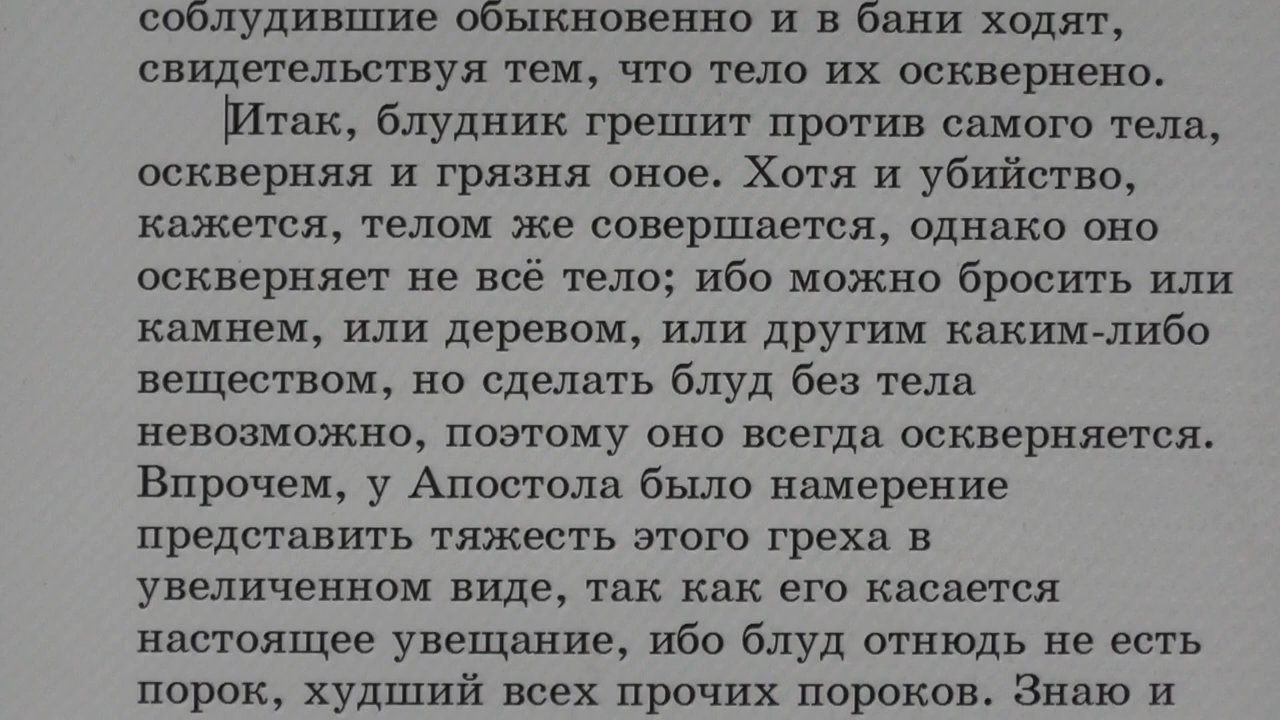 соблудившие обыкновенно и в бани ходят,
свидетельствуя тем, что тело их осквернено.
Итак, блудник грешит против самого тела,
оскверняя и грязня оное. Хотя и убийство,
кажется, телом же совершается, однако оно
оскверняет не всё тело; ибо можно бросить или
камнем, или деревом, или другим каким-либо
веществом, но сделать блуд без тела
невозможно, поэтому оно всегда оскверняется.
Впрочем, у Апостола было намерение
представить тяжесть этого греха в
увеличенном виде, так как его касается
настоящее увещание, ибо блуд отнюдь не есть
порок, худший всех прочих пороков. Знаю и